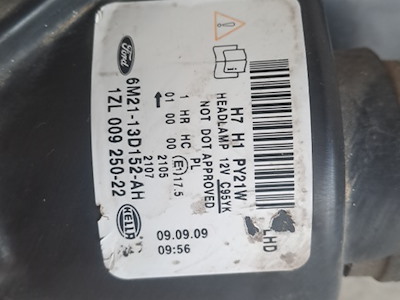 Ford
6M21-13D152-AH
1ZL 009 250-22
HELLA
H7 H1 PY21W
HEADLAMP 12V C95YK
NOT DOT APPROVED
1 HR HC PL
01 00 00 E1 17.5
2105
2107
LHD
09.09.09
09:56